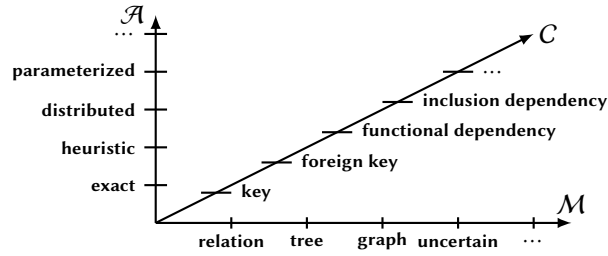 𝒜
...
parameterized
distributed
heuristic
exact
𝒞
...
inclusion dependency
functional dependency
foreign key
key
ℳ
relation tree graph uncertain ...